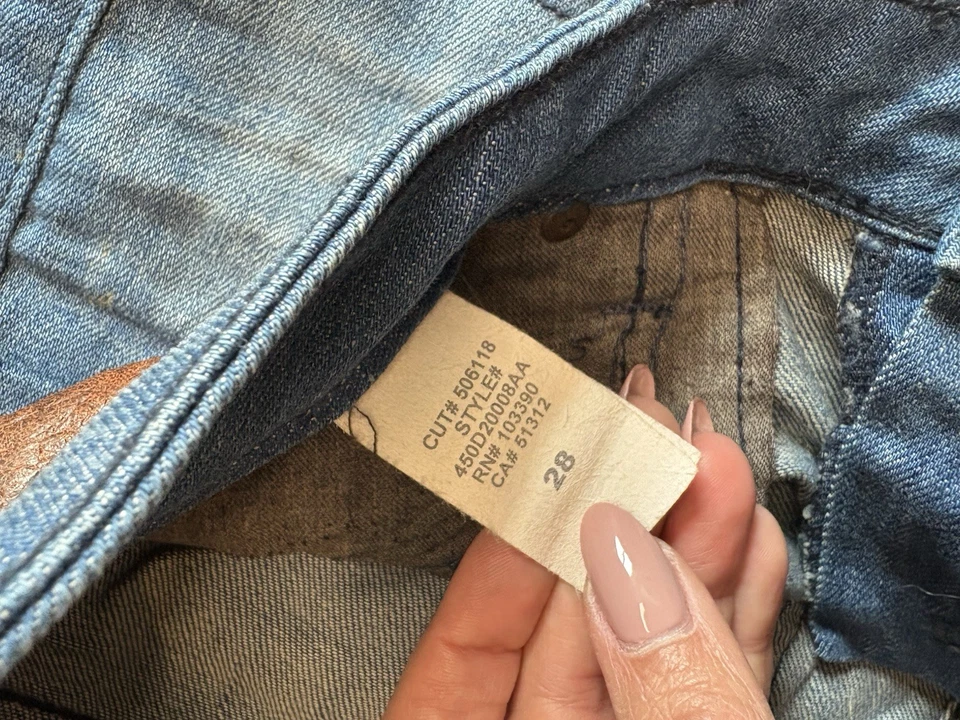 CUT# 506118
STYLE#
450D20008AA
RN# 103390
CA# 51312
28